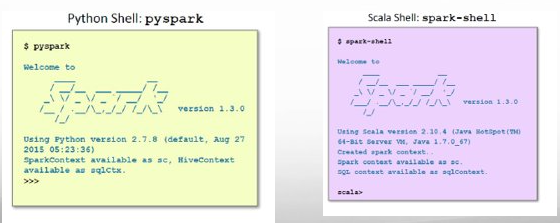 Python Shell: pyspark
$ pyspark
Welcome to
Spark version 1.3.0
Using Python version 2.7.8 (default, Aug 27
2015 05:23:36)
SparkContext available as sc, HiveContext
available as sqlCtx.
>>>
Scala Shell: spark-shell
$ spark-shell
Welcome to
Spark version 1.3.0
Using Scala version 2.10.4 (Java HotSpot(TM)
64-Bit Server VM, Java 1.7.0_67)
Created spark context..
Spark context available as sc.
SQL context available as sqlContext.
scala>